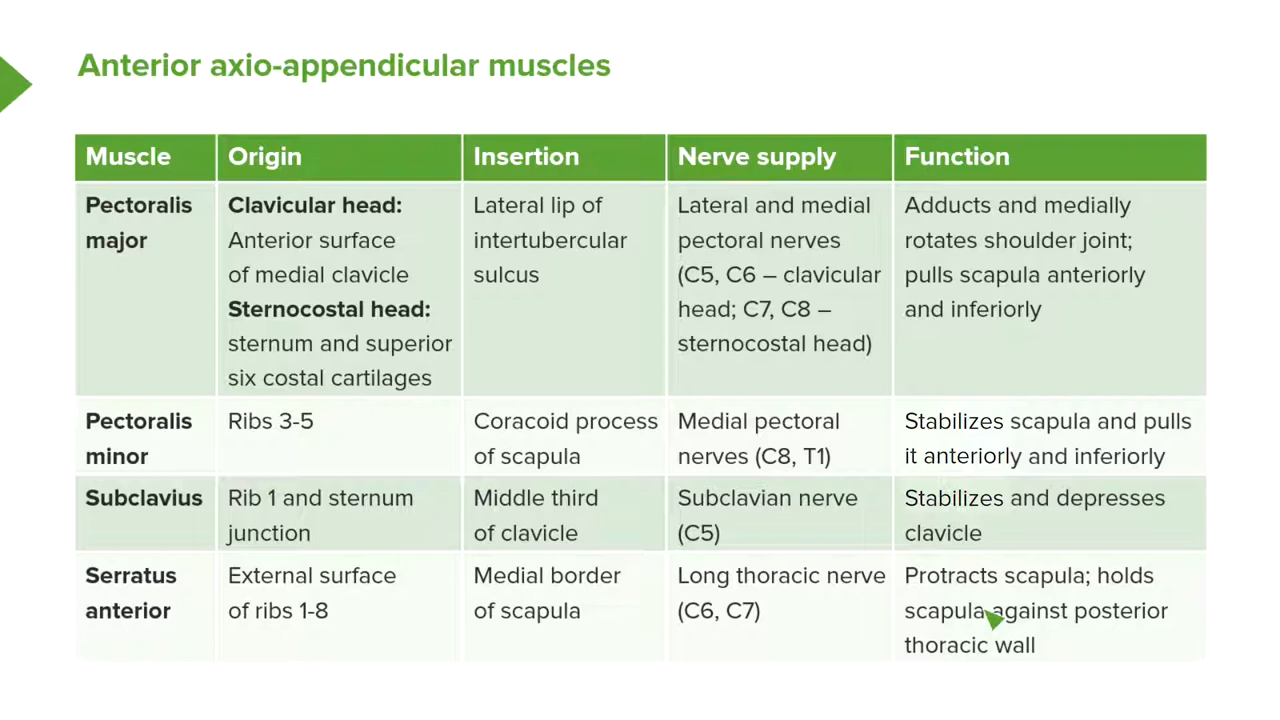 Anterior axio-appendicular muscles
Muscle
Origin
Insertion
Nerve supply
Function
Pectoralis
major
Clavicular head:
Anterior surface
of medial clavicle
Sternocostal head:
sternum and superior
six costal cartilages
Lateral lip of
intertubercular
sulcus
Lateral and medial
pectoral nerves
(C5, C6 – clavicular
head; C7, C8 –
sternocostal head)
Adducts and medially
rotates shoulder joint;
pulls scapula anteriorly
and inferiorly
Pectoralis
minor
Ribs 3-5
Coracoid process
of scapula
Medial pectoral
nerves (C8, T1)
Stabilizes scapula and pulls
it anteriorly and inferiorly
Subclavius
Rib 1 and sternum
junction
Middle third
of clavicle
Subclavian nerve
(C5)
Stabilizes and depresses
clavicle
Serratus
anterior
External surface
of ribs 1-8
Medial border
of scapula
Long thoracic nerve
(C6, C7)
Protracts scapula; holds
scapula against posterior
thoracic wall